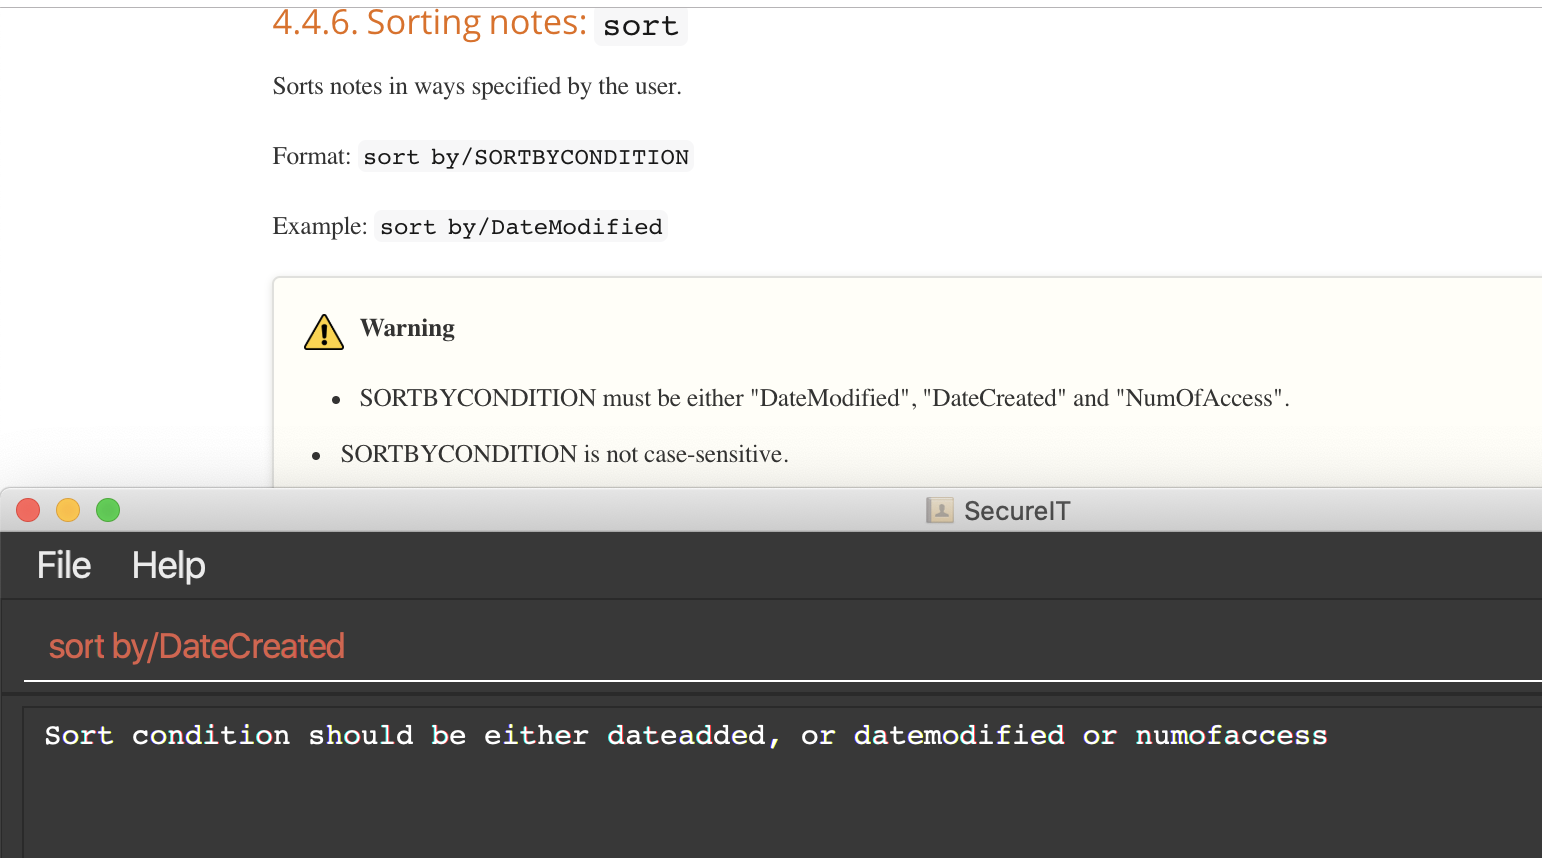 4.4.6. Sorting notes: sort
Sorts notes in ways specified by the user.
Format: sort by/SORTBYCONDITION
Example: sort by/DateModified
Warning
• SORTBYCONDITION must be either "DateModified", "DateCreated" and "NumOfAccess".
• SORTBYCONDITION is not case-sensitive.
SecureIT
File Help
sort by/DateCreated
Sort condition should be either dateadded, or datemodified or numofaccess